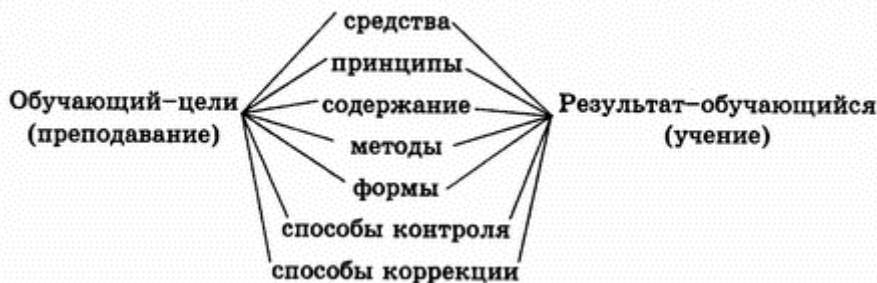 средства
принципы
Обучающий–цели содержание Результат–обучающийся
(преподавание) методы (учение)
формы
способы контроля
способы коррекции